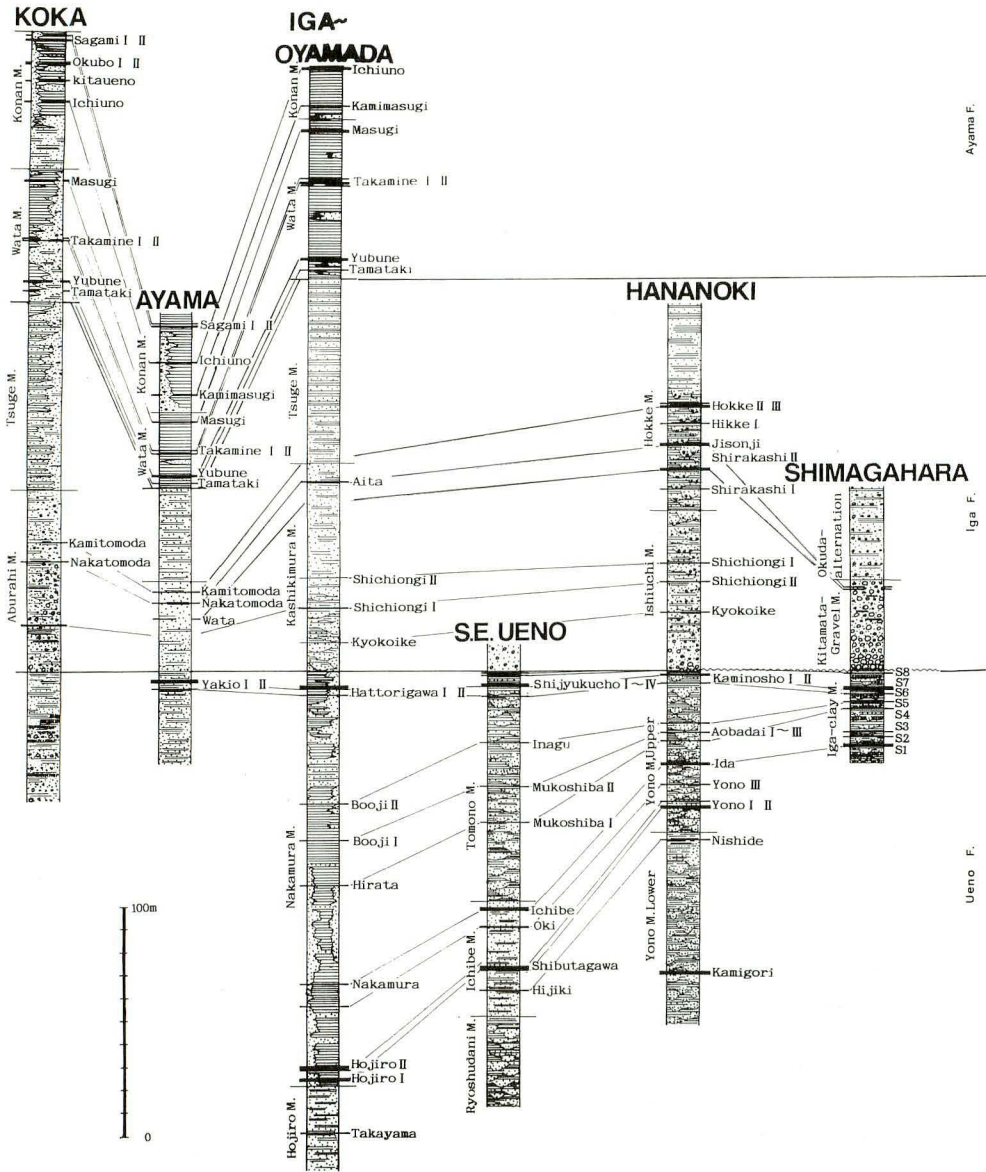 KOKA
Sagami I II
Okubo I II
kitaueno
Ichiuno
Masugi
Takamine I II
Yubune
Tamataki
Kamitomoda
Nakatomoda
Konan M.
Wata M.
Tsuge M.
Aburahi M.
AYAMA
Sagami I II
Ichiuno
Kamimasugi
Masugi
Takamine I II
Yubune
Tamataki
Kamitomoda
Nakatomoda
Wata
Yakio I II
Konan M.
Wata M.
IGA~
OYAMADA
Ichiuno
Kamimasugi
Masugi
Takamine I II
Yubune
Tamataki
Aita
Shichiongi II
Shichiongi I
Kyokoike
Hattorigawa I II
Booji II
Booji I
Hirata
Nakamura
Hojiro II
Hojiro I
Takayama
Konan M.
Wata M.
Tsuge M.
Kashikimura M.
Nakamura M.
Hojiro M.
S.E. UENO
Snijyukucho I~IV
Inagu
Mukoshiba II
Mukoshiba I
Ichibe
Oki
Shibutagawa
Hijiki
Tomono M.
Ichibe M.
Ryoshudani M.
HANANOKI
Hokke II III
Hikke I
Jisonji
Shirakashi II
Shirakashi I
Shichiongi I
Shichiongi II
Kyokoike
Kaminosho I II
Aobadai I~III
Ida
Yono III
Yono I II
Nishide
Kamigori
Hokke M.
Ishiuchi M.
Yono M,Upper
Yono M.Lower
SHIMAGAHARA
Okuda-
alternation
Kitamata-
Gravel M.
Iga-clay M.
S8
S7
S6
S5
S4
S3
S2
S1
Ayama F.
Iga F.
Ueno F.
100m
0